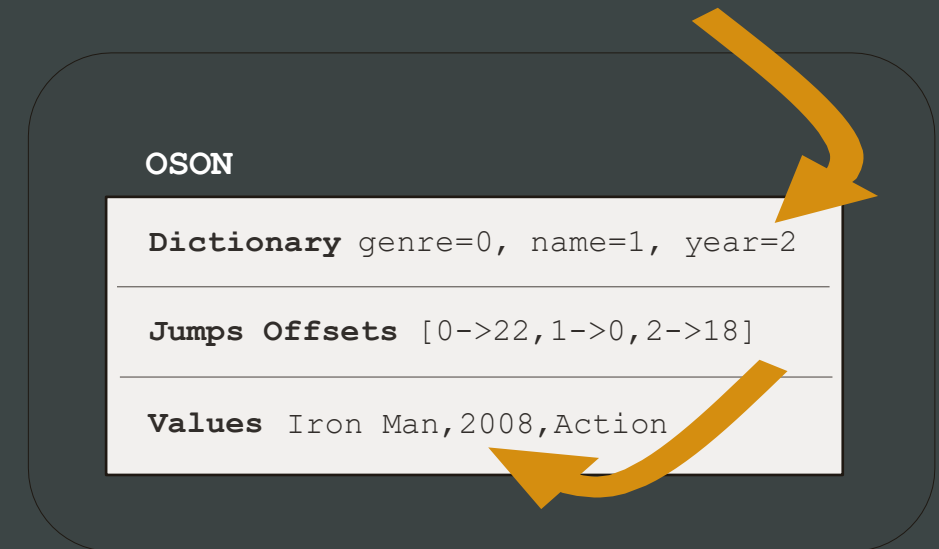 OSON
Dictionary genre=0, name=1, year=2
Jumps Offsets [0->22,1->0,2->18]
Values Iron Man,2008,Action